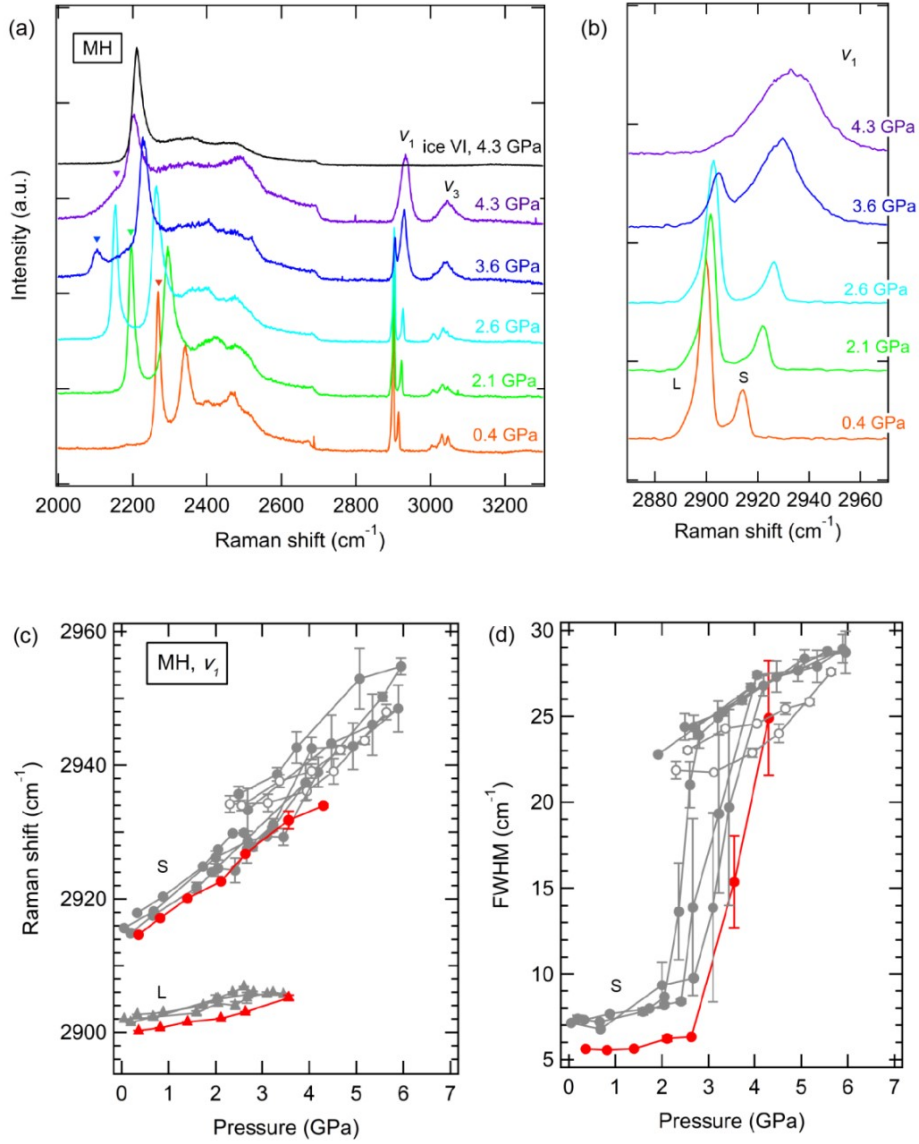 (a)
MH
ν1
ice VI, 4.3 GPa
ν3
4.3 GPa
3.6 GPa
2.6 GPa
2.1 GPa
0.4 GPa
Intensity (a.u.)
2000 2200 2400 2600 2800 3000 3200
Raman shift (cm-1)
(b)
ν1
4.3 GPa
3.6 GPa
2.6 GPa
2.1 GPa
L S
0.4 GPa
2880 2900 2920 2940 2960
Raman shift (cm-1)
(c)
MH, ν1
2960
2940
2920
2900
S
L
Raman shift (cm-1)
0 1 2 3 4 5 6 7
Pressure (GPa)
(d)
30
25
20
15
10
5
S
FWHM (cm-1)
0 1 2 3 4 5 6 7
Pressure (GPa)